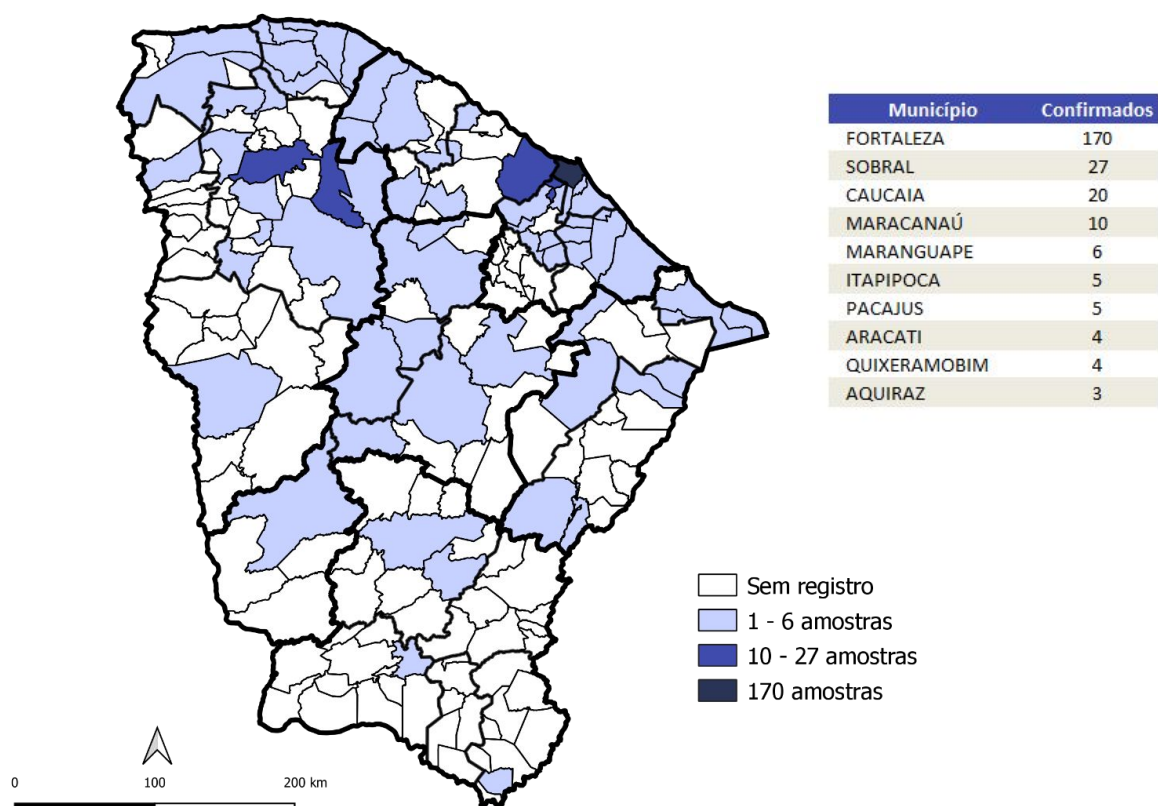 Município Confirmados
FORTALEZA 170
SOBRAL 27
CAUCAIA 20
MARACANAÚ 10
MARANGUAPE 6
ITAPIPOCA 5
PACAJUS 5
ARACATI 4
QUIXERAMOBIM 4
AQUIRAZ 3
Sem registro
1 - 6 amostras
10 - 27 amostras
170 amostras
0 100 200 km